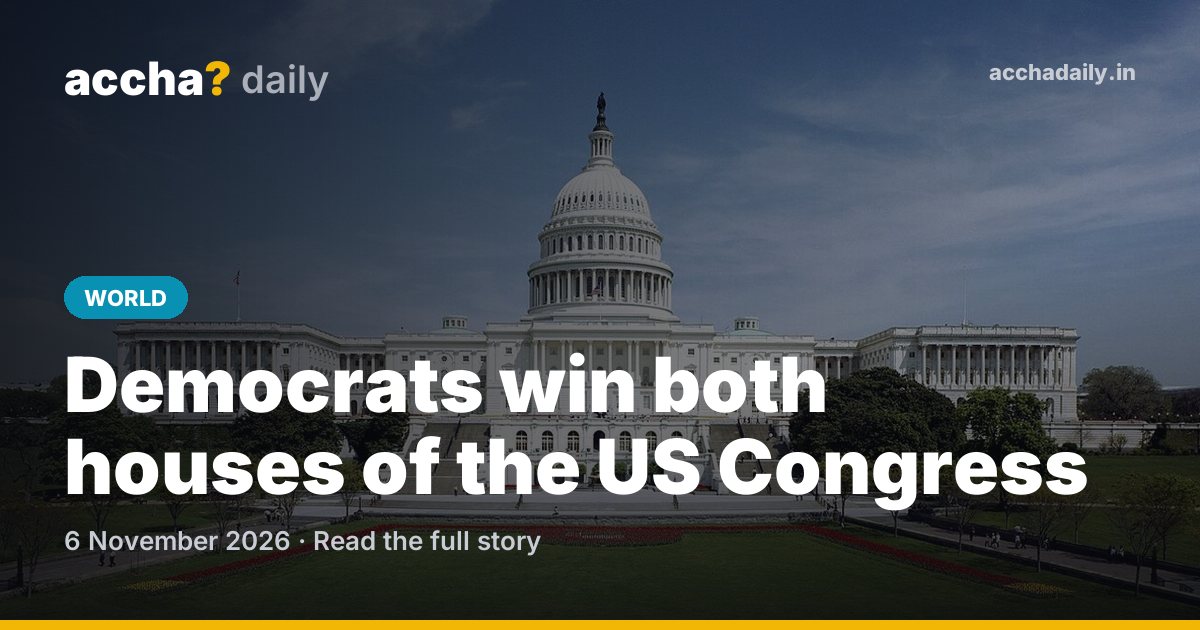 accha? daily
acchadaily.in
WORLD
Democrats win both
houses of the US Congress
6 November 2026 · Read the full story